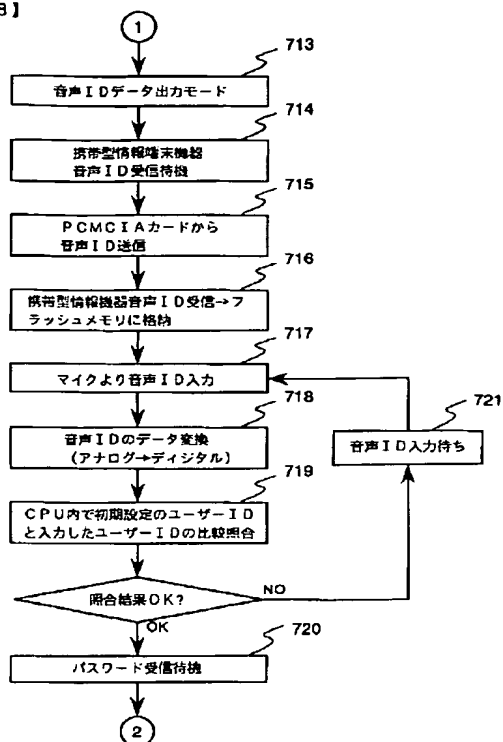 8】
1
713
音声IDデータ出力モード
714
携帯型情報端末機器
音声ID受信待機
715
PCMCIAカードから
音声ID送信
716
携帯型情報機器音声ID受信→フ
ラッシュメモリに格納
717
マイクより音声ID入力
718
721
音声IDのデータ変換
(アナログ→ディジタル)
音声ID入力待ち
719
CPU内で初期設定のユーザーID
と入力したユーザーIDの比較照合
照合結果OK?
NO
OK
720
パスワード受信待機
2